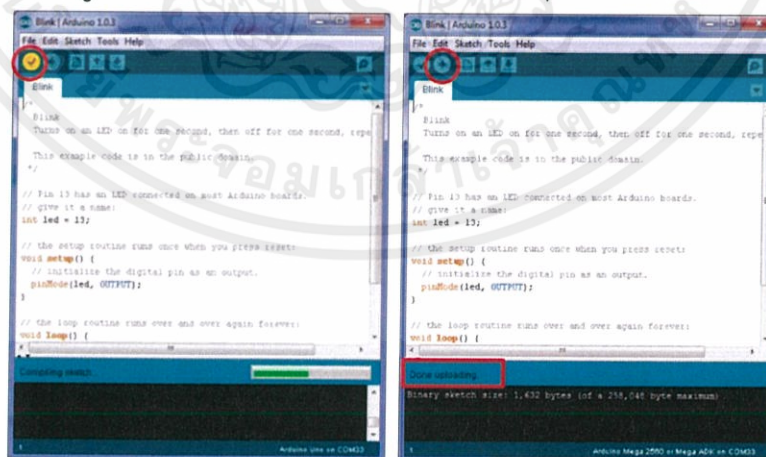 Blink | Arduino 1.0.3
File Edit Sketch Tools Help
Blink
/*
Blink
Turns on an LED on for one second, then off for one second, repe
This example code is in the public domain.
*/
// Pin 13 has an LED connected on most Arduino boards.
// give it a name:
int led = 13;
// the setup routine runs once when you press reset:
void setup() {
// initialize the digital pin as an output.
pinMode(led, OUTPUT);
}
// the loop routine runs over and over again forever:
void loop() {
Compiling sketch...
1
Arduino Uno on COM33
Blink | Arduino 1.0.3
File Edit Sketch Tools Help
Blink
/*
Blink
Turns on an LED on for one second, then off for one second, repe
This example code is in the public domain.
*/
// Pin 13 has an LED connected on most Arduino boards.
// give it a name:
int led = 13;
// the setup routine runs once when you press reset:
void setup() {
// initialize the digital pin as an output.
pinMode(led, OUTPUT);
}
// the loop routine runs over and over again forever:
void loop() {
Done uploading.
Binary sketch size: 1,632 bytes (of a 258,048 byte maximum)
1
Arduino Mega 2560 or Mega ADK on COM33